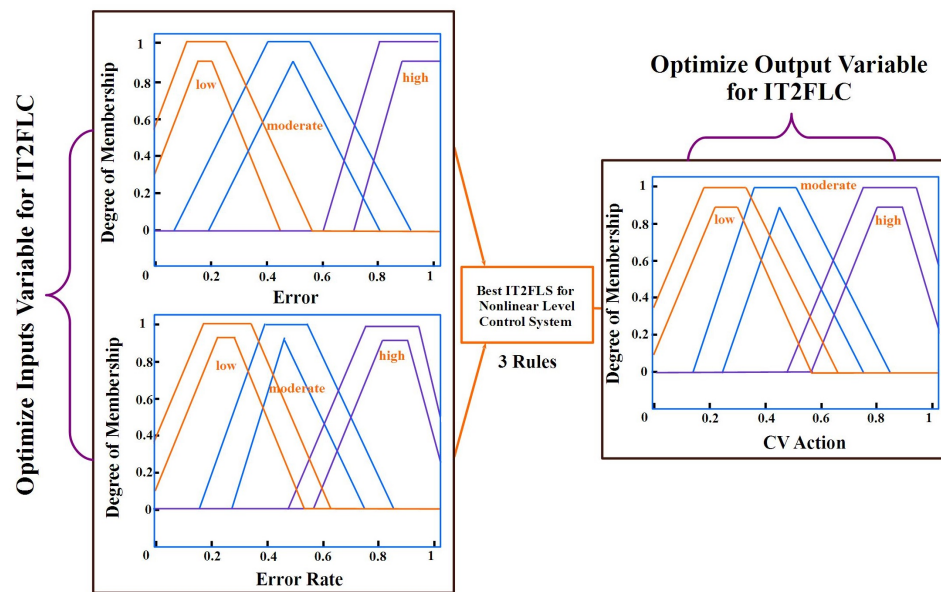 Optimize Inputs Variable for IT2FLC
Degree of Membership
1
0.8
0.6
0.4
0.2
0
low
moderate
high
0
0.2
0.4
0.6
0.8
1
Error
Degree of Membership
1
0.8
0.6
0.4
0.2
0
low
moderate
high
0
0.2
0.4
0.6
0.8
1
Error Rate
Best IT2FLS for
Nonlinear Level
Control System
3 Rules
Optimize Output Variable
for IT2FLC
Degree of Membership
1
0.8
0.6
0.4
0.2
0
low
moderate
high
0
0.2
0.4
0.6
0.8
1
CV Action